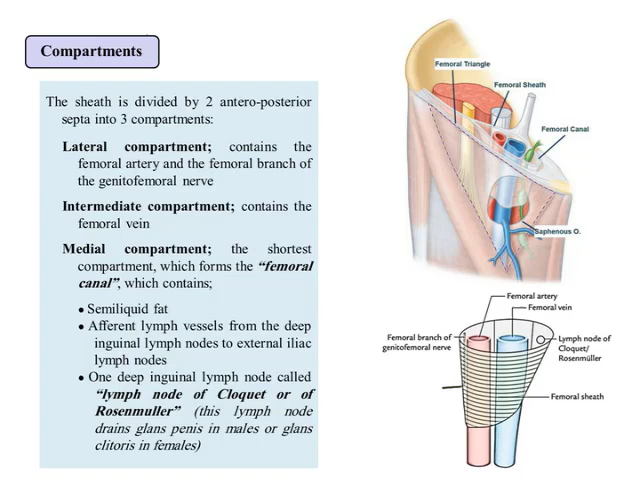 Compartments
The sheath is divided by 2 antero-posterior
septa into 3 compartments:
Lateral compartment; contains the
femoral artery and the femoral branch of
the genitofemoral nerve
Intermediate compartment; contains the
femoral vein
Medial compartment; the shortest
compartment, which forms the “femoral
canal”, which contains;
• Semiliquid fat
• Afferent lymph vessels from the deep
inguinal lymph nodes to external iliac
lymph nodes
• One deep inguinal lymph node called
“lymph node of Cloquet or of
Rosenmuller” (this lymph node
drains glans penis in males or glans
clitoris in females)
Femoral Triangle
Femoral Sheath
Femoral Canal
Saphenous O.
Femoral artery
Femoral vein
Femoral branch of
genitofemoral nerve
Lymph node of
Cloquet/
Rosenmüller
Femoral sheath